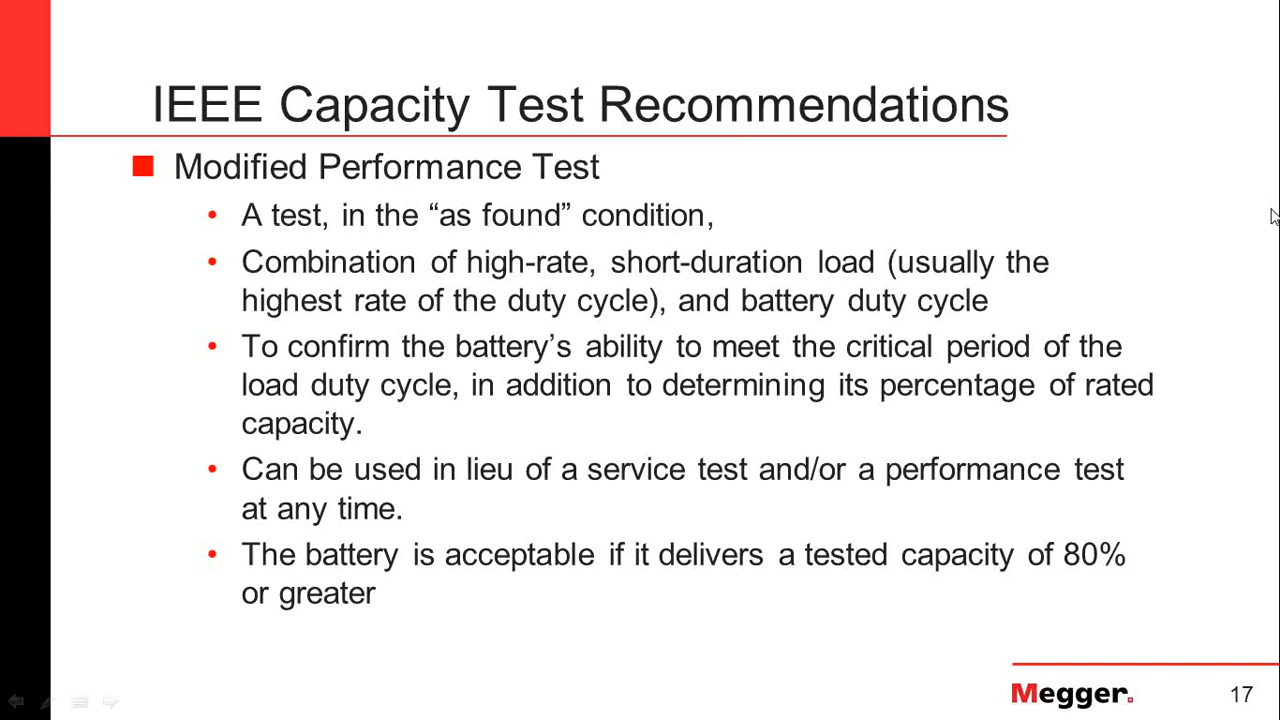 IEEE Capacity Test Recommendations
Modified Performance Test
• A test, in the “as found” condition,
• Combination of high-rate, short-duration load (usually the
highest rate of the duty cycle), and battery duty cycle
• To confirm the battery’s ability to meet the critical period of the
load duty cycle, in addition to determining its percentage of rated
capacity.
• Can be used in lieu of a service test and/or a performance test
at any time.
• The battery is acceptable if it delivers a tested capacity of 80%
or greater
Megger.
17